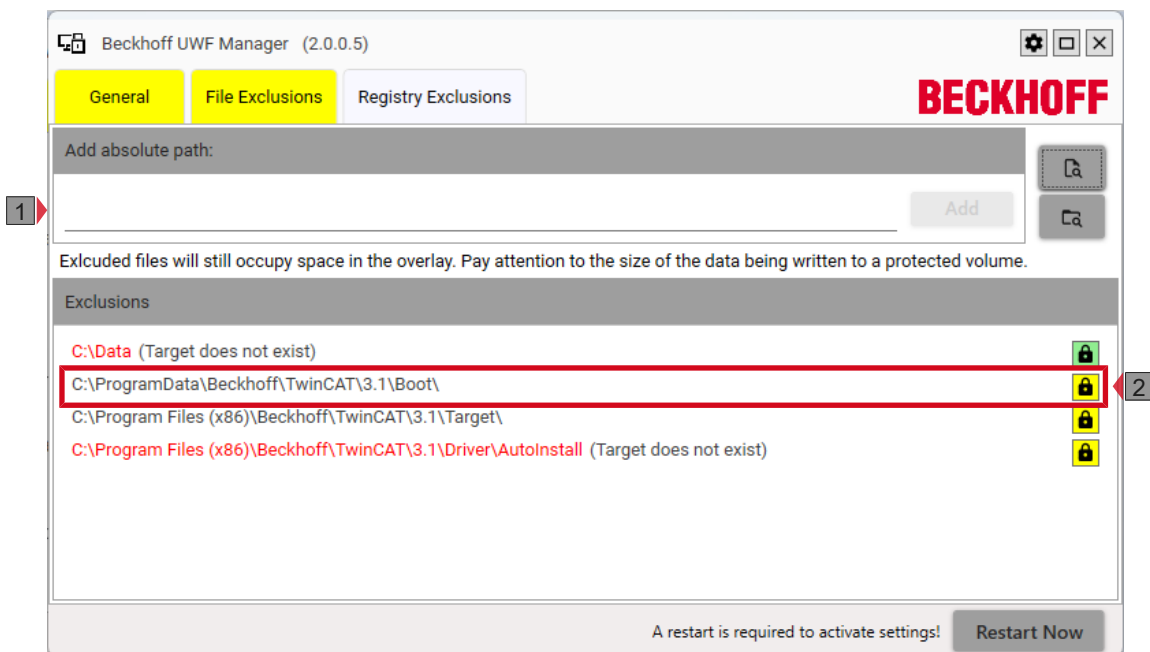 Beckhoff UWF Manager (2.0.0.5)
General File Exclusions Registry Exclusions
BECKHOFF
Add absolute path:
1
Add
Exlcuded files will still occupy space in the overlay. Pay attention to the size of the data being written to a protected volume.
Exclusions
C:\Data (Target does not exist)
C:\ProgramData\Beckhoff\TwinCAT\3.1\Boot\
2
C:\Program Files (x86)\Beckhoff\TwinCAT\3.1\Target\
C:\Program Files (x86)\Beckhoff\TwinCAT\3.1\Driver\AutoInstall (Target does not exist)
A restart is required to activate settings! Restart Now